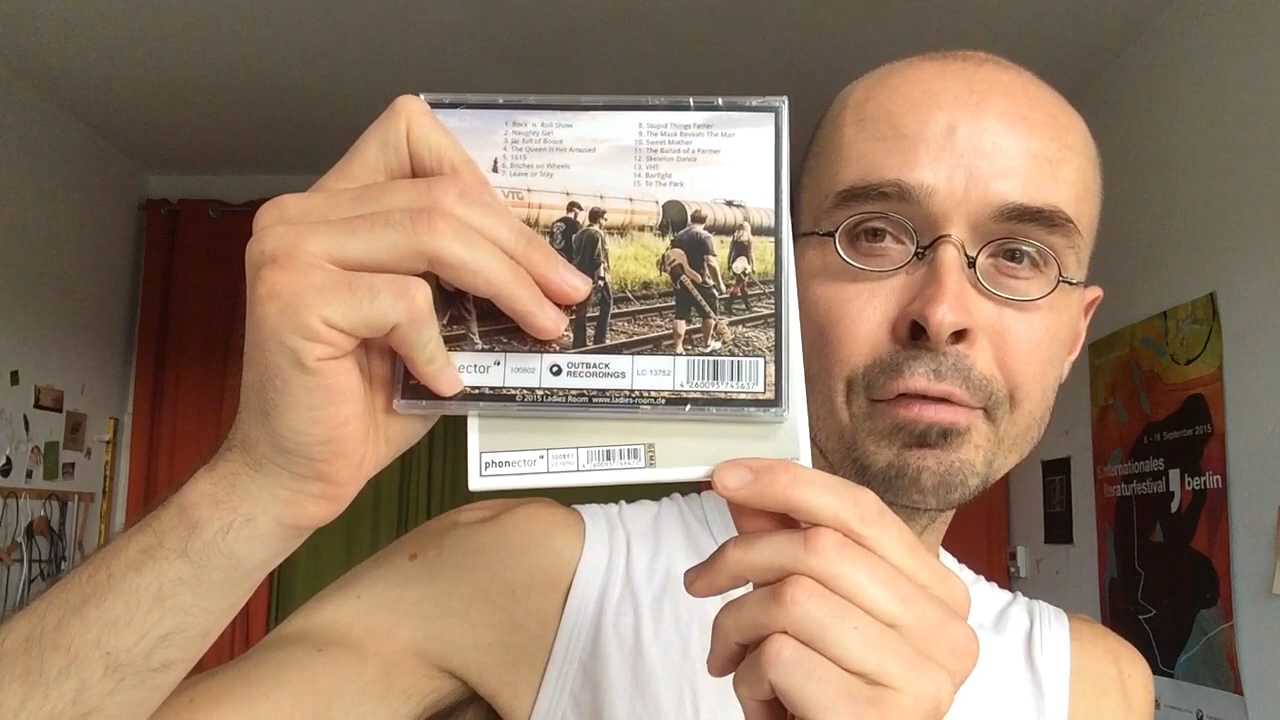 1. Rock 'n' Roll Show
2. Naughty Girl
3. Jar full of Booze
4. The Queen is not Amused
5. 1615
6. Bitches on Wheels
7. Leave or Stay
8. Stupid Things Faster
9. The Mask Reveals The Man
10. Sweet Mother
11. The Ballad of a Farmer
12. Skeleton Dance
13. VHS
14. Barfight
15. To The Park
VTG
ector
100802
OUTBACK
RECORDINGS
LC 13752
4 260095 745637
© 2015 Ladies Room www.ladies-room.de
phonector
GEMA
8 - 18 September 2015
internationales
literaturfestival berlin